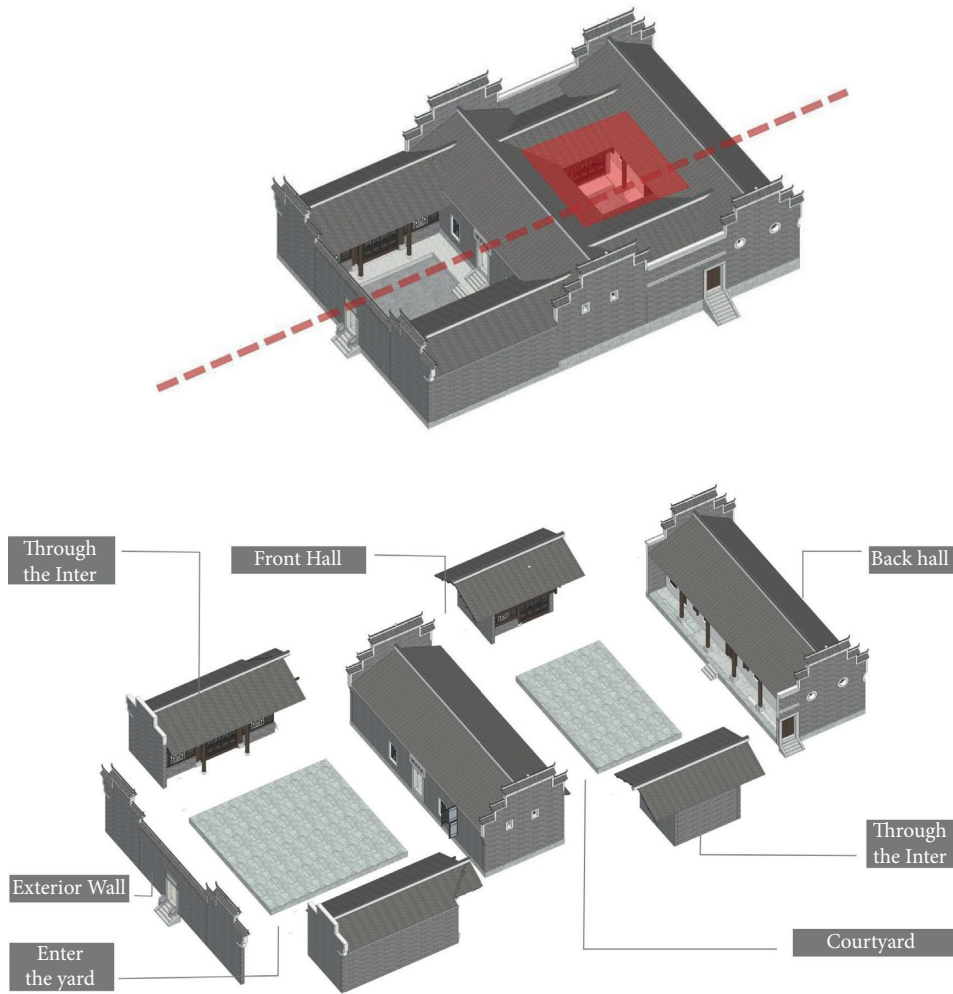 Through
the Inter
Front Hall
Back hall
Through
the Inter
Exterior Wall
Enter
the yard
Courtyard